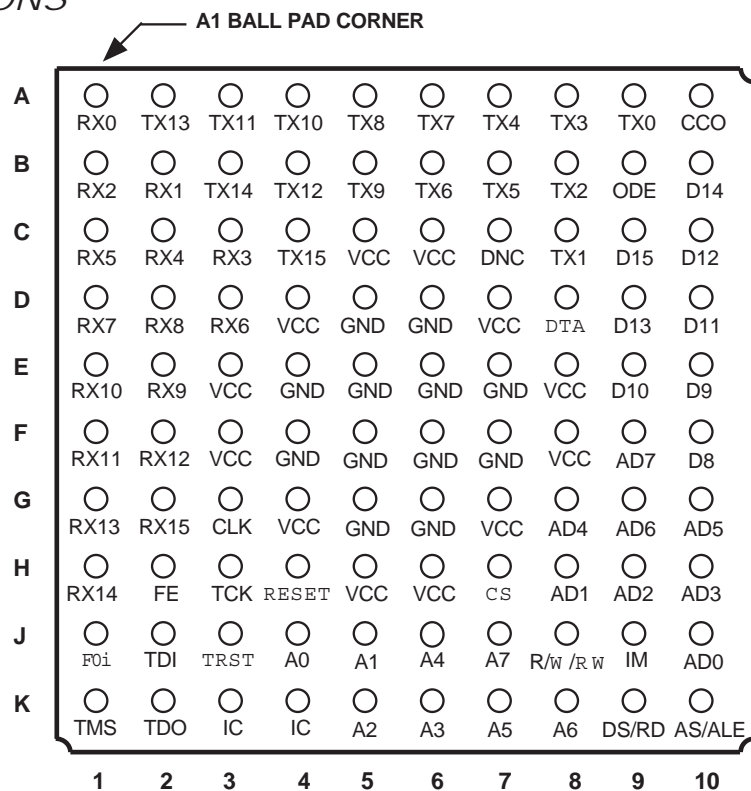 A1 BALL PAD CORNER
A
RX0 TX13 TX11 TX10 TX8 TX7 TX4 TX3 TX0 CCO
B
RX2 RX1 TX14 TX12 TX9 TX6 TX5 TX2 ODE D14
C
RX5 RX4 RX3 TX15 VCC VCC DNC TX1 D15 D12
D
RX7 RX8 RX6 VCC GND GND VCC DTA D13 D11
E
RX10 RX9 VCC GND GND GND GND VCC D10 D9
F
RX11 RX12 VCC GND GND GND GND VCC AD7 D8
G
RX13 RX15 CLK VCC GND GND VCC AD4 AD6 AD5
H
RX14 FE TCK RESET VCC VCC CS AD1 AD2 AD3
J
F0i TDI TRST A0 A1 A4 A7 R/W /R W IM AD0
K
TMS TDO IC IC A2 A3 A5 A6 DS/RD AS/ALE
1 2 3 4 5 6 7 8 9 10